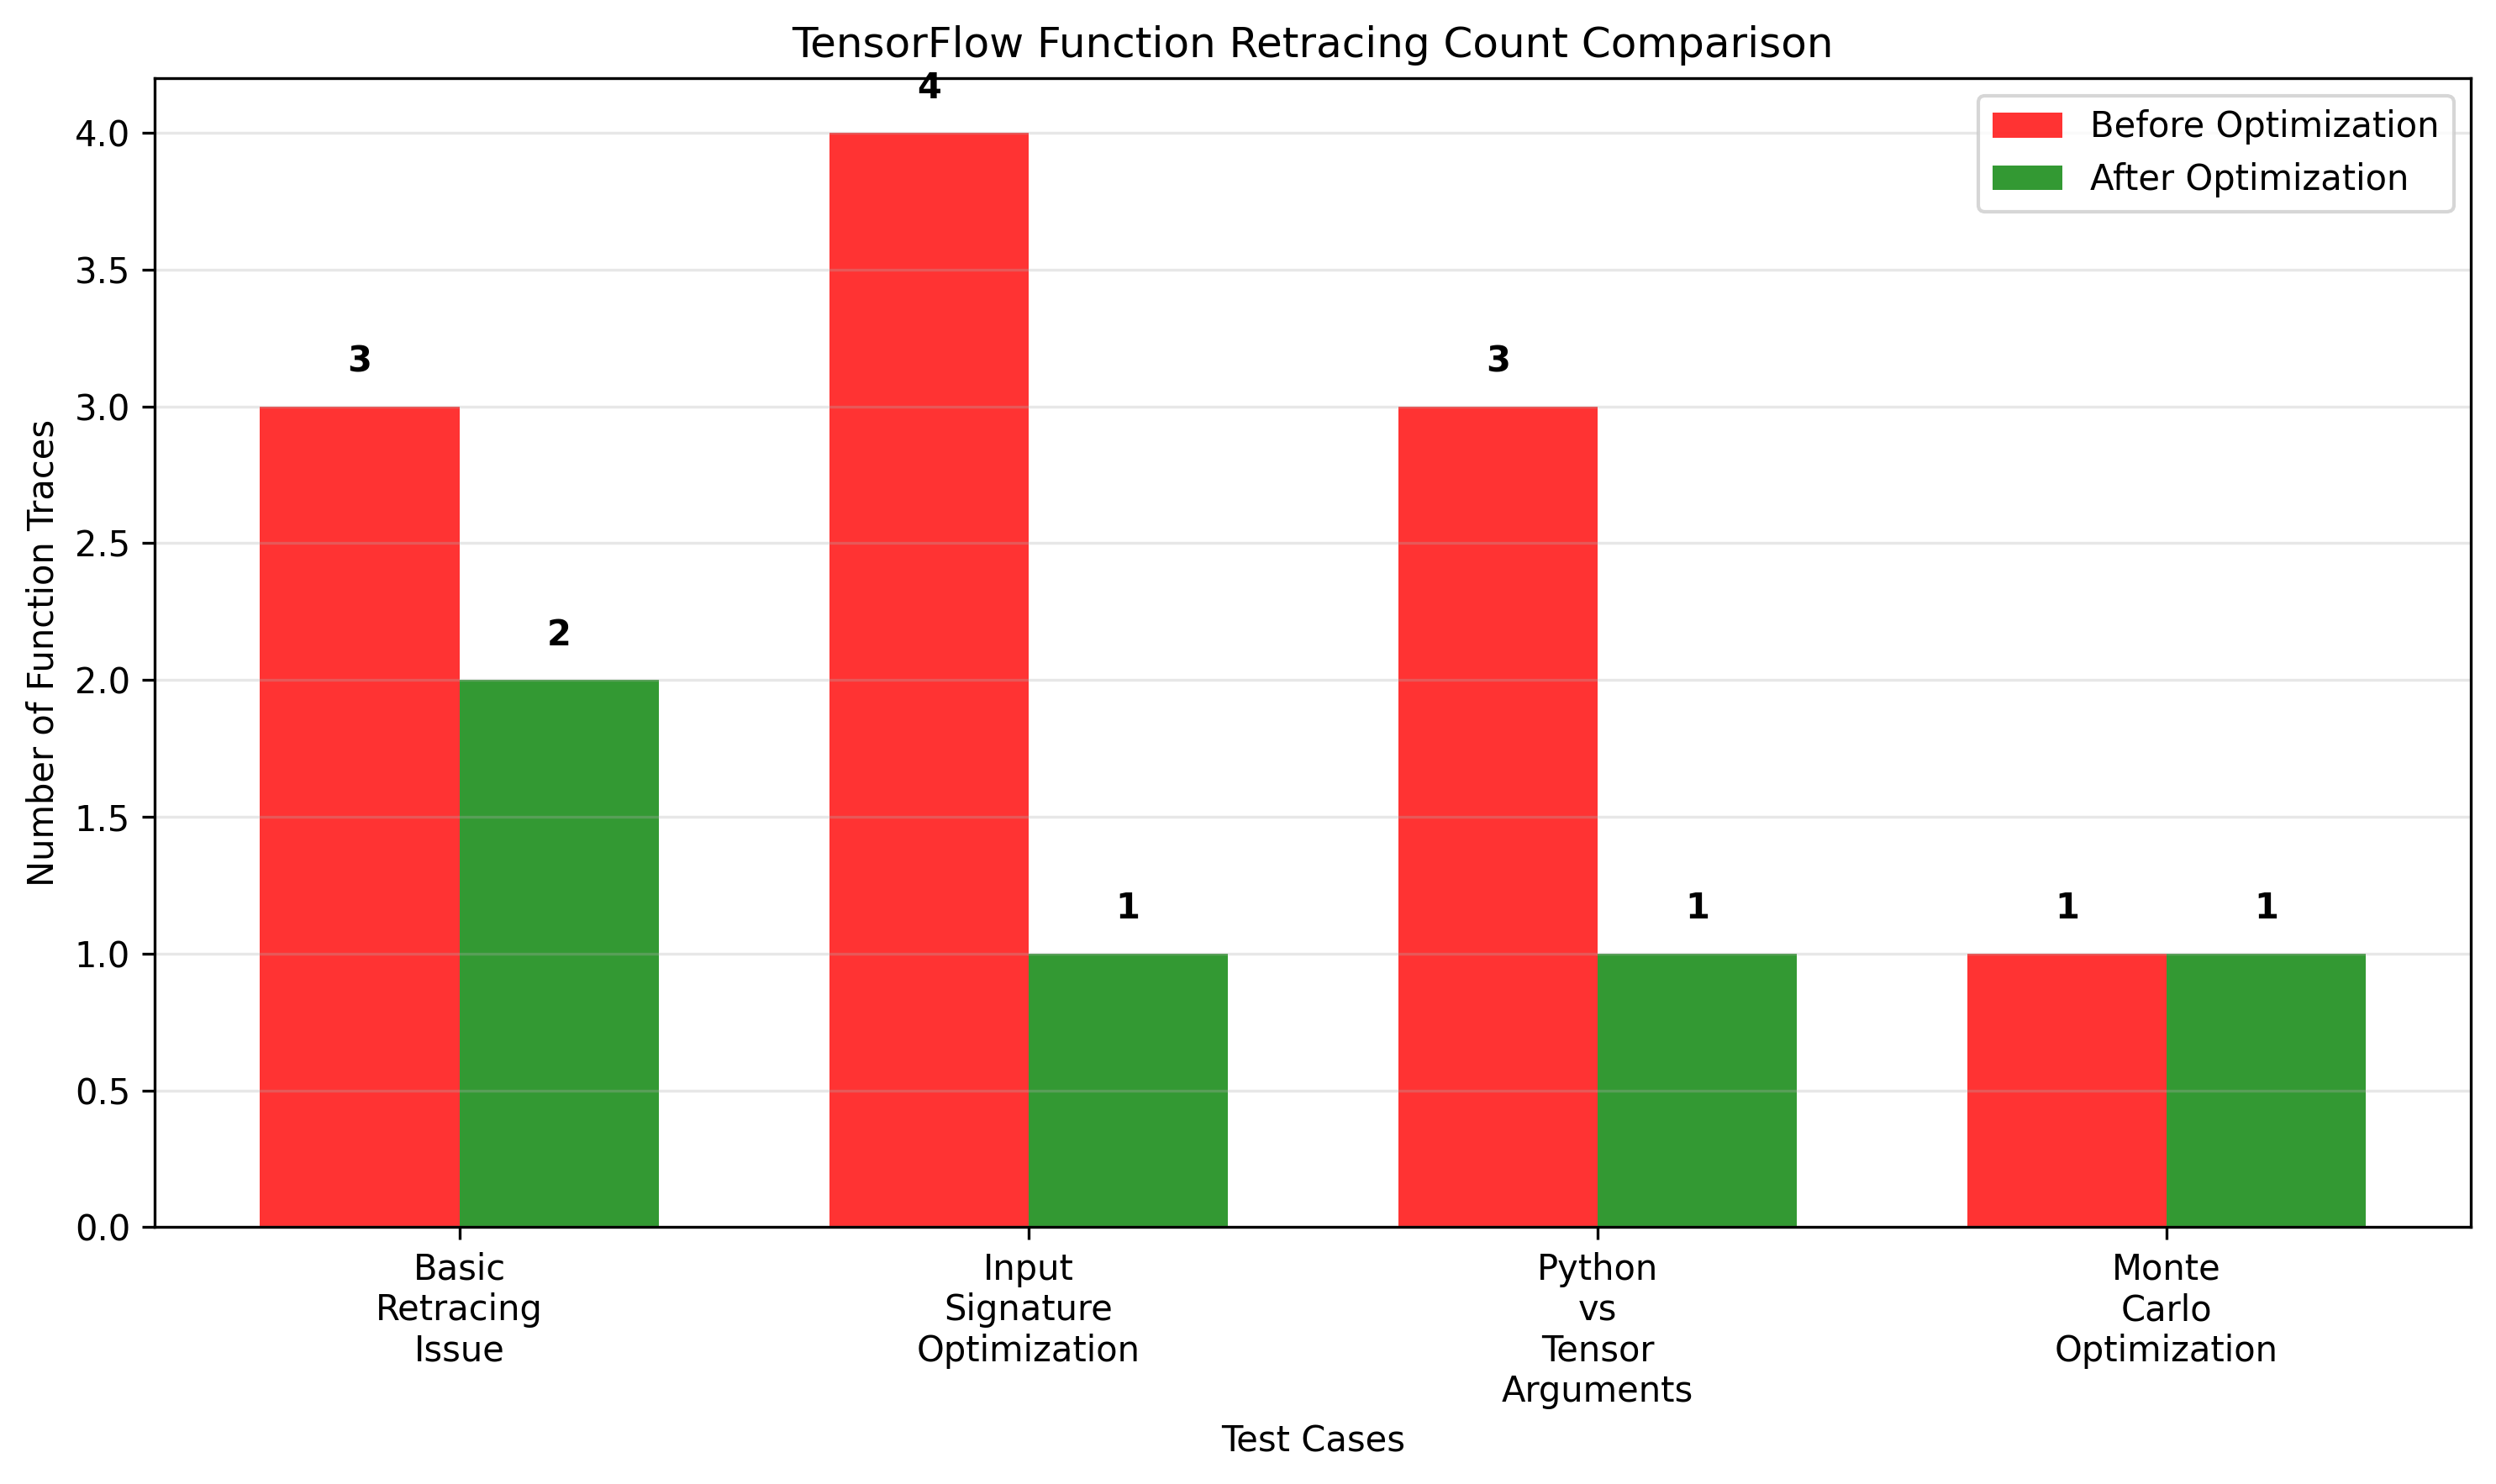 TensorFlow Function Retracing Count Comparison
Before Optimization
After Optimization
Number of Function Traces
4.0
3.5
3.0
2.5
2.0
1.5
1.0
0.5
0.0
3
2
4
1
3
1
1
1
Basic
Retracing
Issue
Input
Signature
Optimization
Python
vs
Tensor
Arguments
Monte
Carlo
Optimization
Test Cases